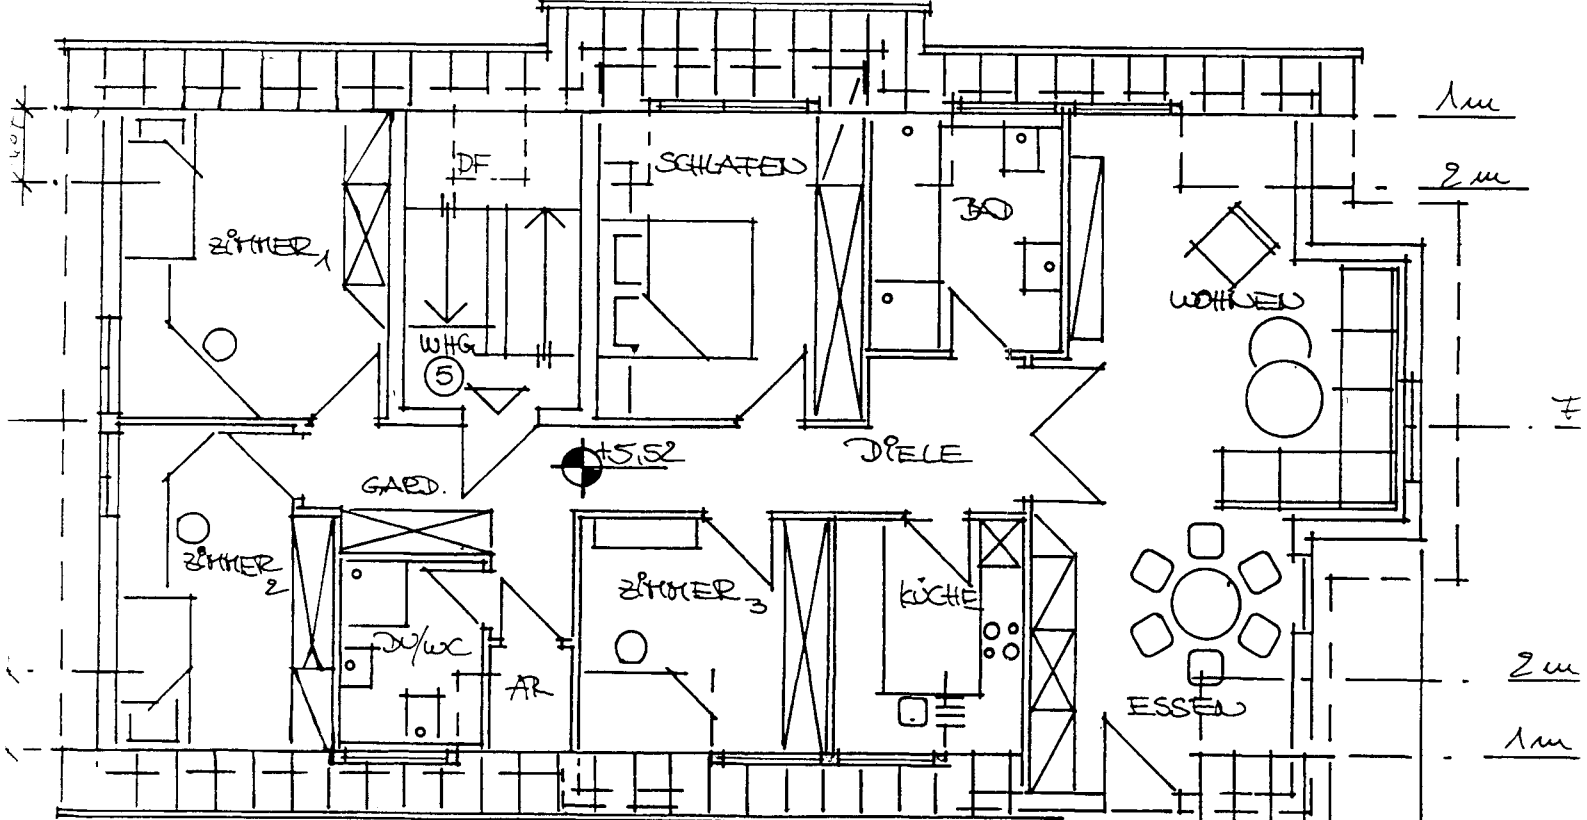 1m
DF
SCHLAFEN
2m
BAD
ZIMMER 1
WOHNEN
WHG
5
+5,52
DIELE
GARD.
ZIMMER 2
ZIMMER 3
KÜCHE
DU/WC
AR
2m
ESSEN
1m